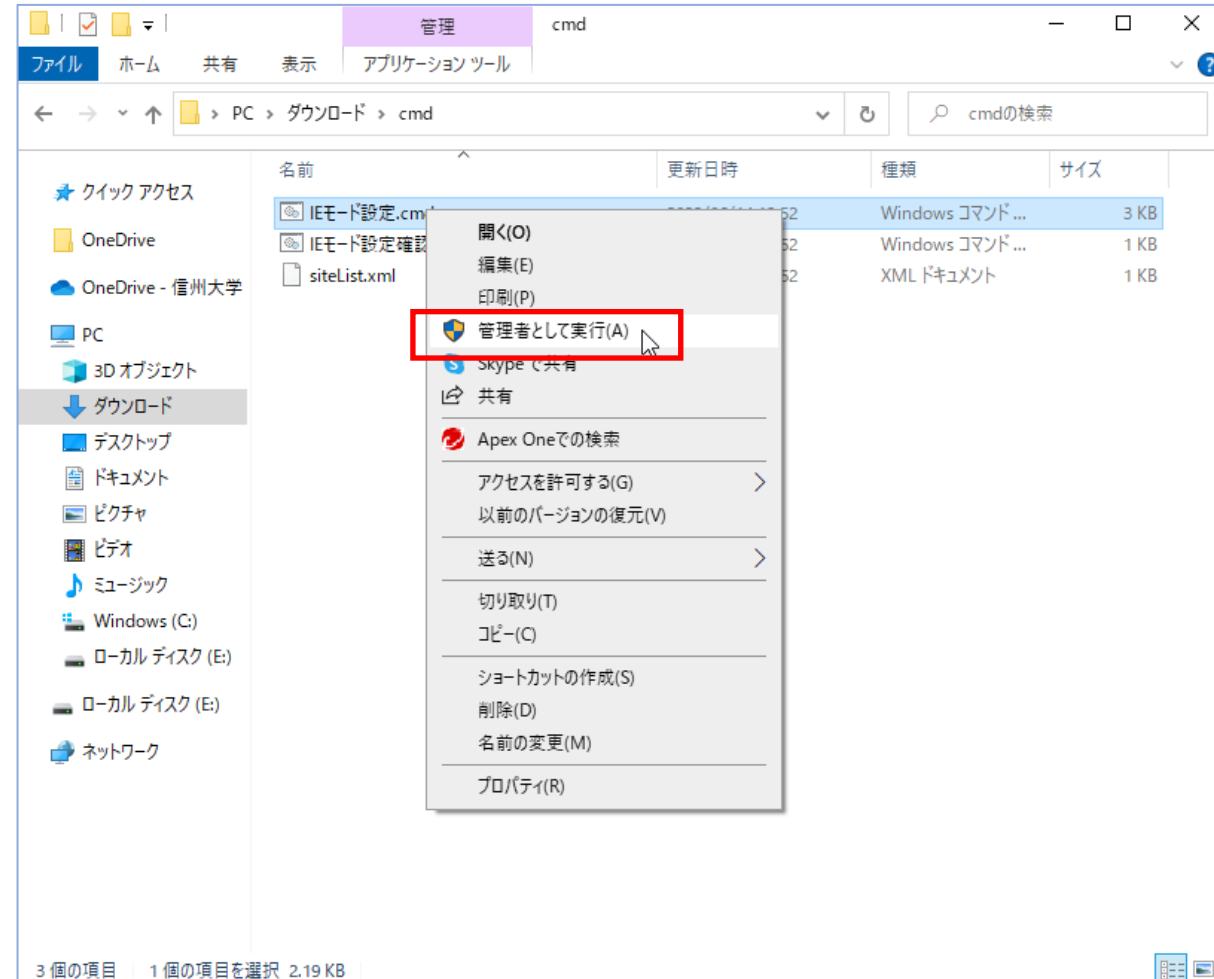 管理 cmd
ファイル ホーム 共有 表示 アプリケーション ツール
PC › ダウンロード › cmd
cmdの検索
名前 更新日時 種類 サイズ
クイック アクセス
OneDrive
OneDrive - 信州大学
PC
3D オブジェクト
ダウンロード
デスクトップ
ドキュメント
ピクチャ
ビデオ
ミュージック
Windows (C:)
ローカル ディスク (E:)
ローカル ディスク (E:)
ネットワーク
IEモード設定.cmd 52 Windows コマンド ... 3 KB
IEモード設定確認 52 Windows コマンド ... 1 KB
siteList.xml 52 XML ドキュメント 1 KB
開く(O)
編集(E)
印刷(P)
管理者として実行(A)
Skype で共有
共有
Apex Oneでの検索
アクセスを許可する(G)
以前のバージョンの復元(V)
送る(N)
切り取り(T)
コピー(C)
ショートカットの作成(S)
削除(D)
名前の変更(M)
プロパティ(R)
3 個の項目 1 個の項目を選択 2.19 KB